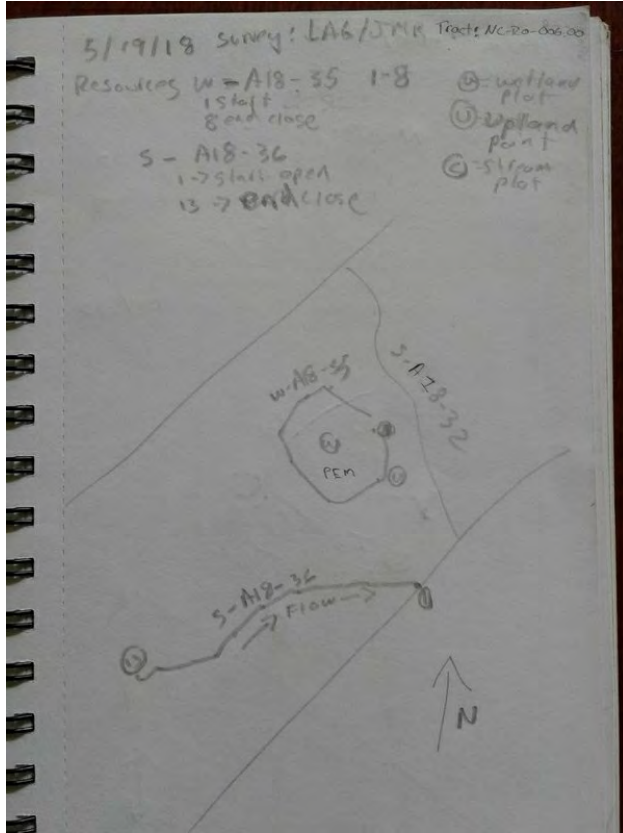 5/19/18 survey: LAG/JMK Tract: NC-Ro-006.00
Resources W-A18-35 1-8
1 start
8 end close
S-A18-36
1 -> start open
13 -> end close
W - wetland
plot
U Upland
point
- stream
plot
W-A18-35
S-A18-32
W
PEM
U
S-A18-36
-> Flow ->
N